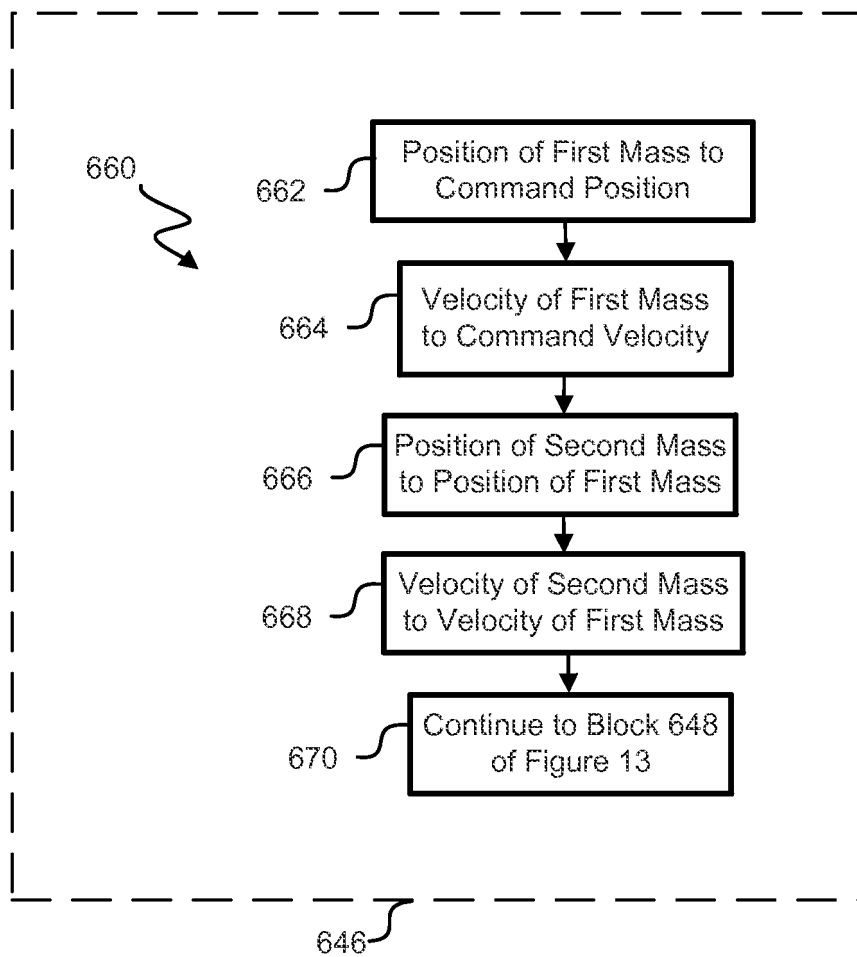 660
662
Position of First Mass to
Command Position
664
Velocity of First Mass
to Command Velocity
666
Position of Second Mass
to Position of First Mass
668
Velocity of Second Mass
to Velocity of First Mass
670
Continue to Block 648
of Figure 13
646